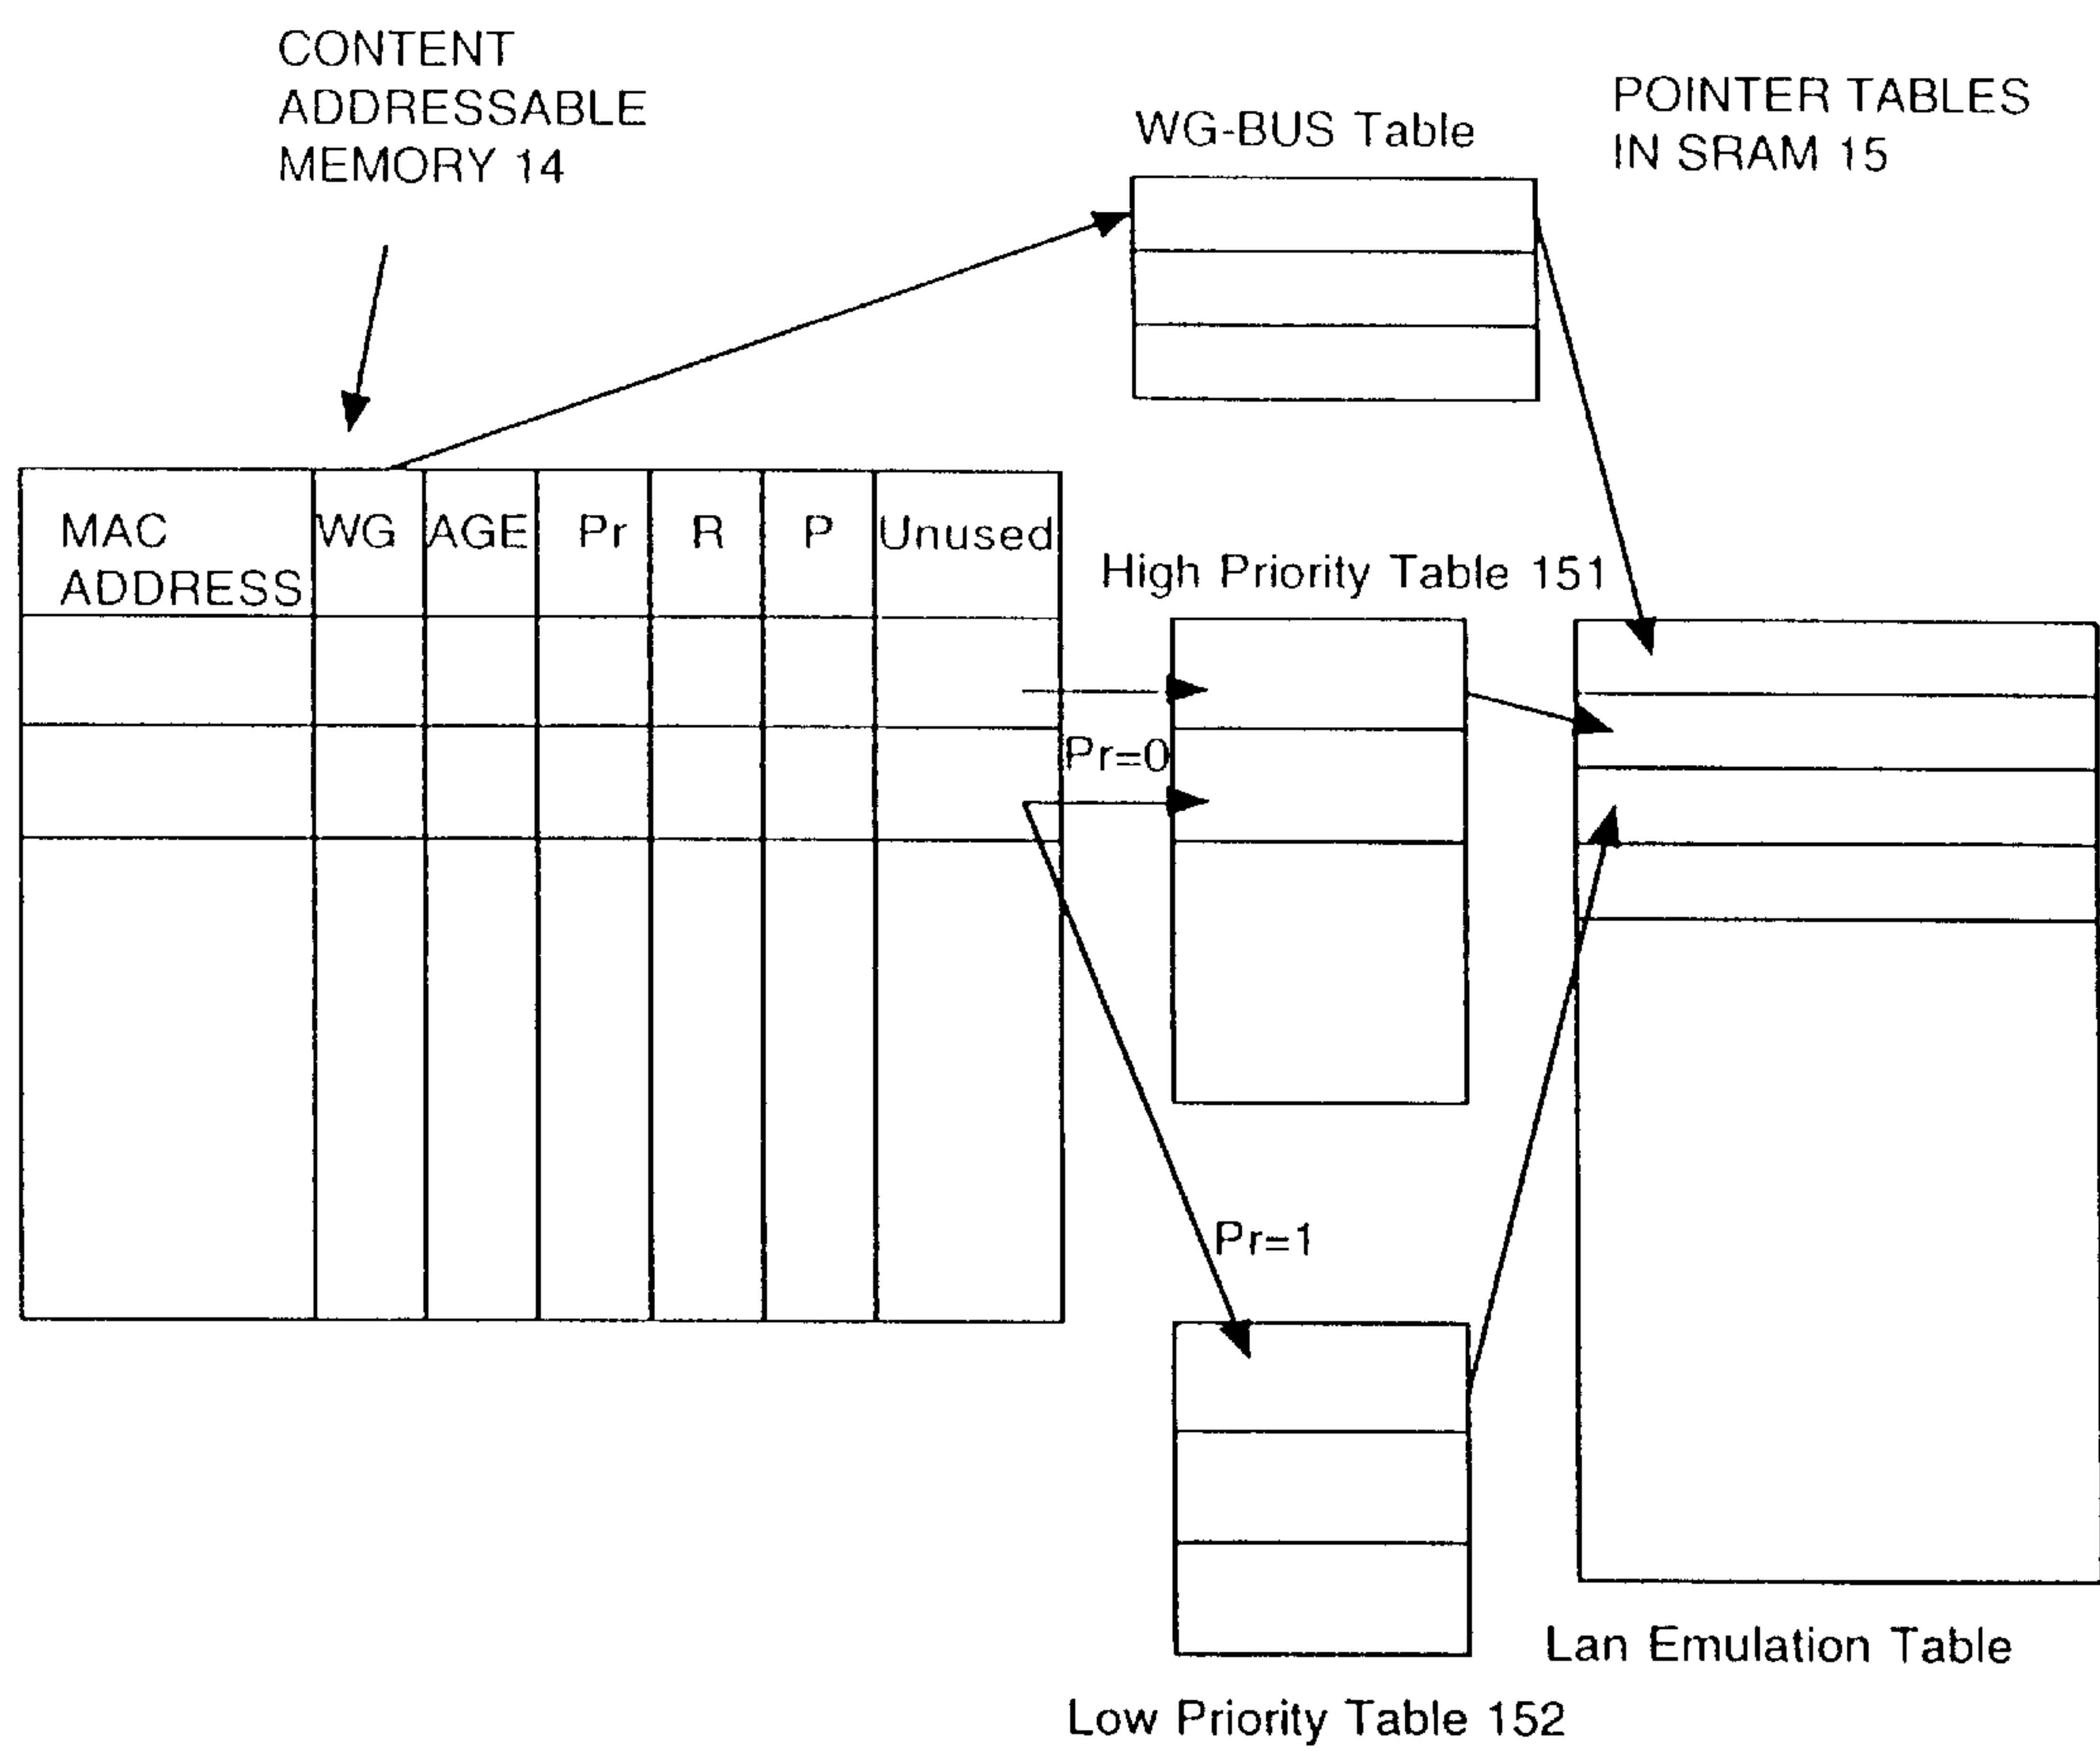 CONTENT
ADDRESSABLE
MEMORY 14
POINTER TABLES
IN SRAM 15
WG-BUS Table
MAC
ADDRESS
WG
AGE
Pr
R
P
Unused
High Priority Table 151
Pr=0
Pr=1
Lan Emulation Table
Low Priority Table 152